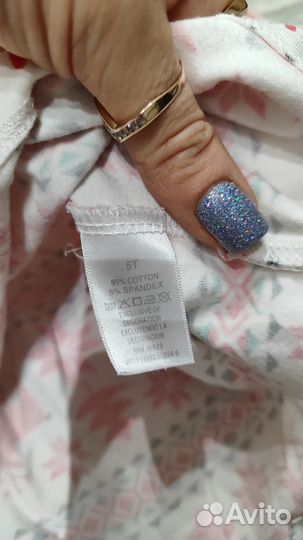 5T
95% COTTON
5% SPANDEX
EXCLUSIVE OF
DECORATION
EXCLUYENDO LA
DECORACION
Avito